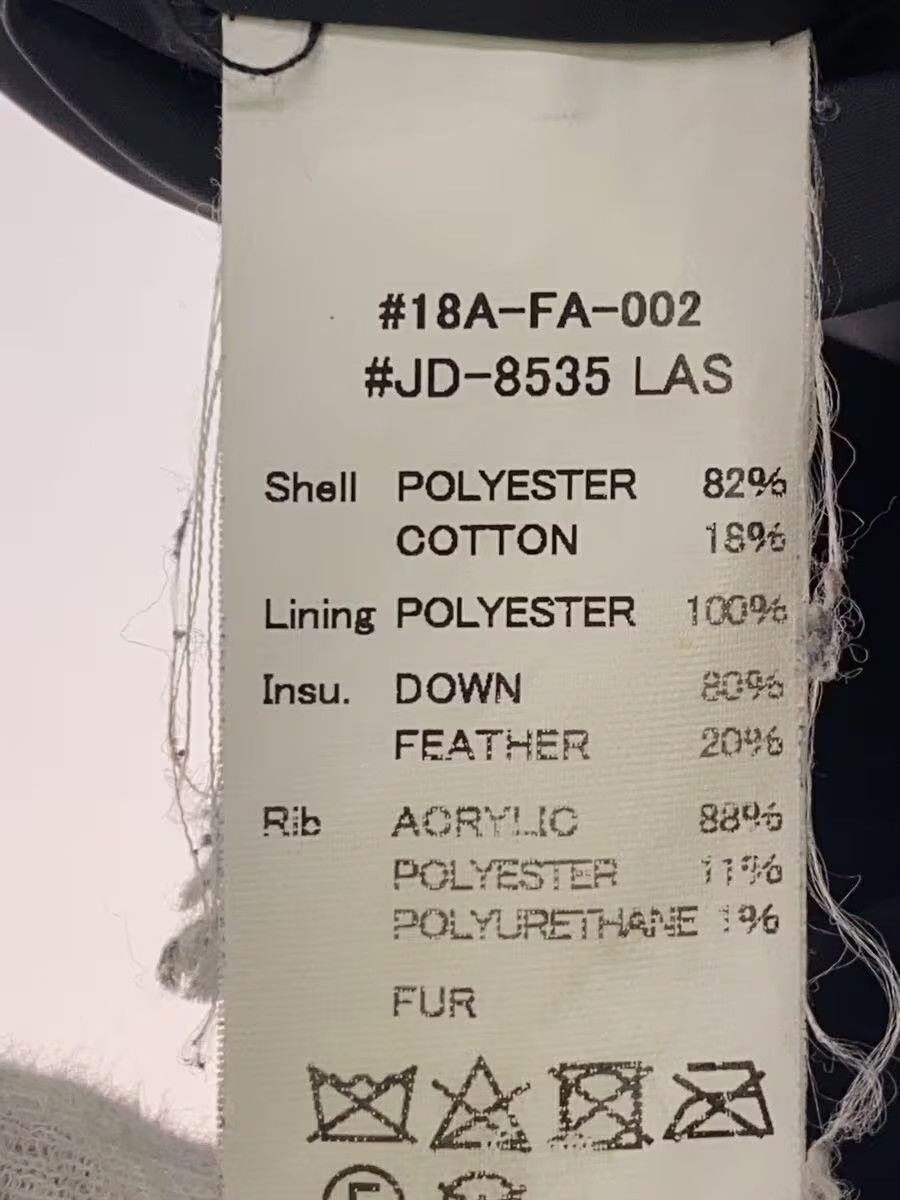 #18A-FA-002
#JD-8535 LAS
Shell POLYESTER 82%
COTTON 18%
Lining POLYESTER 100%
Insu. DOWN 80%
FEATHER 20%
Rib ACRYLIC 88%
POLYESTER 11%
POLYURETHANE 1%
FUR